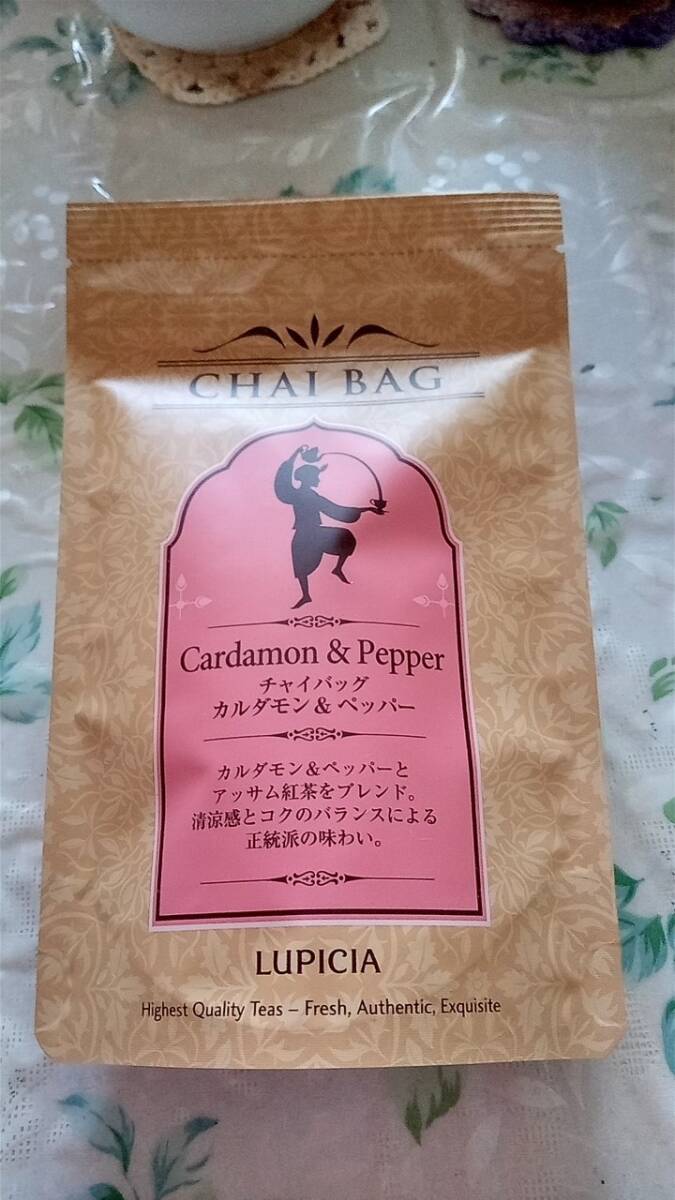 CHAI BAG
Cardamon & Pepper
チャイバッグ
カルダモン & ペッパー
カルダモン&ペッパーと
アッサム紅茶をブレンド。
清涼感とコクのバランスによる
正統派の味わい。
LUPICIA
Highest Quality Teas – Fresh, Authentic, Exquisite